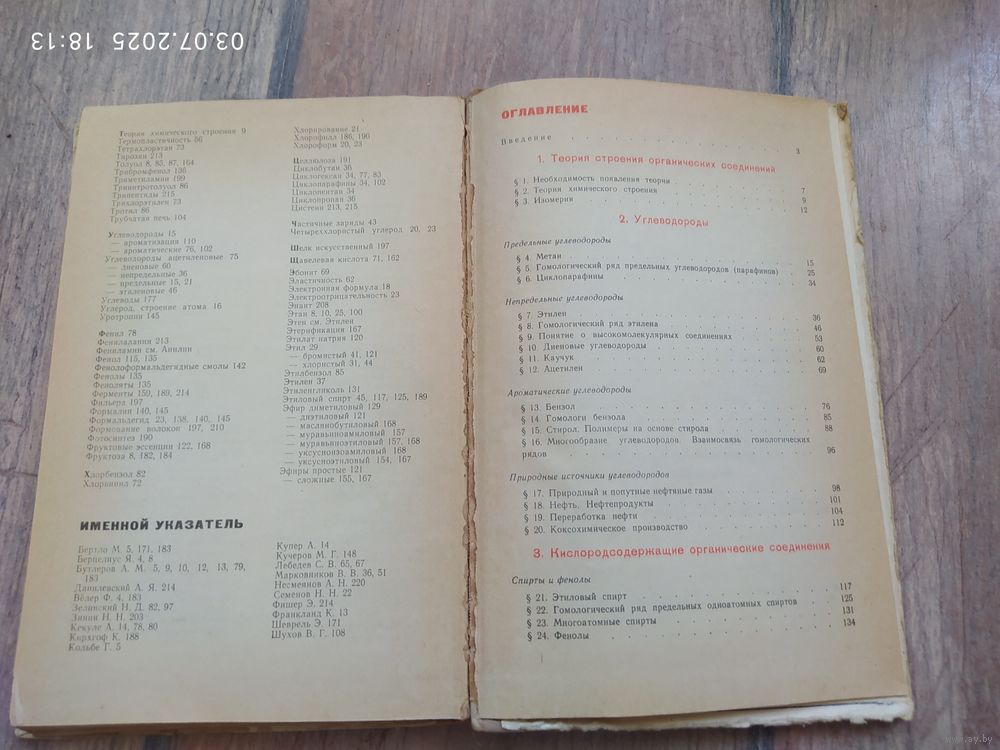 03.07.2025 18:13
Теория химического строения 9
Термопластичность 56
Тетрахлорэтан 73
Тирозин 213
Толуол 8, 85, 87, 164
Трибромфенол 136
Триметиламин 199
Тринитротолуол 86
Трипептиды 215
Трихлорэтилен 73
Тротил 86
Трубчатая печь 104
Углеводороды 15
— ароматизация 110
— ароматические 76, 102
Углеводороды ацетиленовые 75
— диеновые 60
— непредельные 36
— предельные 15, 21
— этиленовые 46
Углеводы 177
Углерод, строение атома 16
Уротропин 145
Фенил 78
Фенилаланин 213
Фениламин см. Анилин
Фенол 115, 135
Фенолоформальдегидные смолы 142
Фенолы 135
Феноляты 135
Ферменты 159, 189, 214
Фильера 197
Формалин 140, 145
Формальдегид 23, 138, 140, 145
Формование волокон 197, 210
Фотосинтез 190
Фруктовые эссенции 122, 168
Фруктоза 8, 182, 184
Хлорбензол 82
Хлорвинил 72
Хлорирование 21
Хлорофилл 186, 190
Хлороформ 20, 23
Целлюлоза 191
Циклобутан 36
Циклогексан 34, 77, 83
Циклопарафины 34, 102
Циклопентан 34
Циклопропан 36
Цистеин 213, 215
Частичные заряды 43
Четыреххлористый углерод 20, 23
Шелк искусственный 197
Щавелевая кислота 71, 162
Эбонит 69
Эластичность 62
Электронная формула 18
Электроотрицательность 23
Энант 208
Этан 8, 10, 25, 100
Этен см. Этилен
Этерификация 167
Этилат натрия 120
Этил 29
— бромистый 41, 121
— хлористый 31, 44
Этилбензол 85
Этилен 37
Этиленгликоль 131
Этиловый спирт 45, 117, 125, 189
Эфир диметиловый 129
— диэтиловый 121
— маслянобутиловый 168
— муравьиноамиловый 157
— муравьиноэтиловый 157, 168
— уксусноизоамиловый 168
— уксусноэтиловый 154, 167
Эфиры простые 121
— сложные 155, 167
ИМЕННОЙ УКАЗАТЕЛЬ
Бертло М. 5, 171, 183
Берцелиус Я. 4, 8
Бутлеров А. М. 5, 9, 10, 12, 13, 79,
183
Данилевский А. Я. 214
Вёлер Ф. 4, 183
Зелинский Н. Д. 82, 97
Зинин Н. Н. 203
Кекуле А. 14, 78, 80
Кирхгоф К. 188
Кольбе Г. 5
Купер А. 14
Кучеров М. Г. 148
Лебедев С. В. 65, 67
Марковников В. В. 36, 51
Несмеянов А. Н. 220
Семенов Н. Н. 22
Фишер Э. 214
Франкланд К. 13
Шеврель Э. 171
Шухов В. Г. 108
ОГЛАВЛЕНИЕ
Введение . . . 3
1. Теория строения органических соединений
§ 1. Необходимость появления теории . . . 7
§ 2. Теория химического строения . . . 9
§ 3. Изомерия . . . 12
2. Углеводороды
Предельные углеводороды
§ 4. Метан . . . 15
§ 5. Гомологический ряд предельных углеводородов (парафинов) . . . 25
§ 6. Циклопарафины . . . 34
Непредельные углеводороды
§ 7. Этилен . . . 36
§ 8. Гомологический ряд этилена . . . 46
§ 9. Понятие о высокомолекулярных соединениях . . . 53
§ 10. Диеновые углеводороды . . . 60
§ 11. Каучук . . . 62
§ 12. Ацетилен . . . 69
Ароматические углеводороды
§ 13. Бензол . . . 76
§ 14. Гомологи бензола . . . 85
§ 15. Стирол. Полимеры на основе стирола . . . 88
§ 16. Многообразие углеводородов. Взаимосвязь гомологических
рядов . . . 96
Природные источники углеводородов
§ 17. Природный и попутные нефтяные газы . . . 98
§ 18. Нефть. Нефтепродукты . . . 101
§ 19. Переработка нефти . . . 104
§ 20. Коксохимическое производство . . . 112
3. Кислородсодержащие органические соединения
Спирты и фенолы
§ 21. Этиловый спирт . . . 117
§ 22. Гомологический ряд предельных одноатомных спиртов . . . 125
§ 23. Многоатомные спирты . . . 131
§ 24. Фенолы . . . 134
www.ay.by